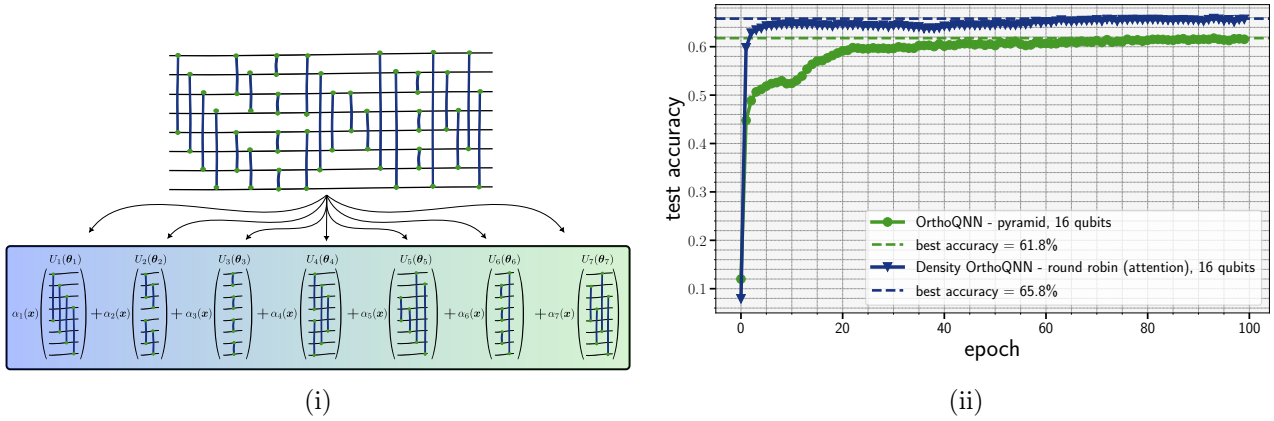 U₁(θ₁) U₂(θ₂) U₃(θ₃) U₄(θ₄) U₅(θ₅) U₆(θ₆) U₇(θ₇)
α₁(x) + α₂(x) + α₃(x) + α₄(x) + α₅(x) + α₆(x) + α₇(x)
(i)
test accuracy
0.6
0.5
0.4
0.3
0.2
0.1
OrthoQNN - pyramid, 16 qubits
best accuracy = 61.8%
Density OrthoQNN - round robin (attention), 16 qubits
best accuracy = 65.8%
0 20 40 60 80 100
epoch
(ii)